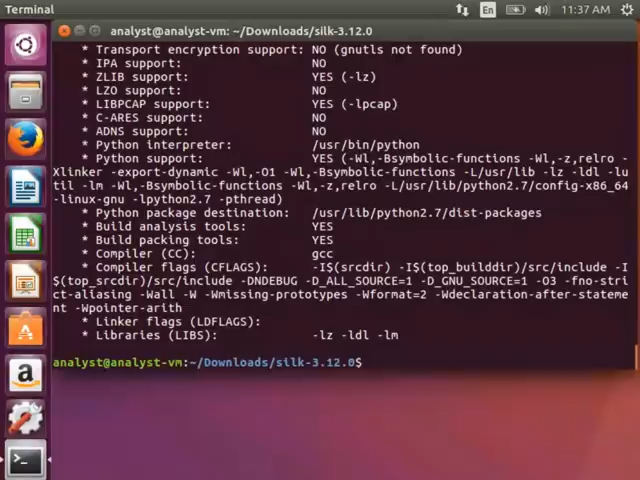 Terminal
En
11:37 AM
analyst@analyst-vm: ~/Downloads/silk-3.12.0
* Transport encryption support: NO (gnutls not found)
* IPA support: NO
* ZLIB support: YES (-lz)
* LZO support: NO
* LIBPCAP support: YES (-lpcap)
* C-ARES support: NO
* ADNS support: NO
* Python interpreter: /usr/bin/python
* Python support: YES (-Wl,-Bsymbolic-functions -Wl,-z,relro -
Xlinker -export-dynamic -Wl,-O1 -Wl,-Bsymbolic-functions -L/usr/lib -lz -ldl -lu
til -lm -Wl,-Bsymbolic-functions -Wl,-z,relro -L/usr/lib/python2.7/config-x86_64
-linux-gnu -lpython2.7 -pthread)
* Python package destination: /usr/lib/python2.7/dist-packages
* Build analysis tools: YES
* Build packing tools: YES
* Compiler (CC): gcc
* Compiler flags (CFLAGS): -I$(srcdir) -I$(top_builddir)/src/include -I
$(top_srcdir)/src/include -DNDEBUG -D_ALL_SOURCE=1 -D_GNU_SOURCE=1 -O3 -fno-stri
ct-aliasing -Wall -W -Wmissing-prototypes -Wformat=2 -Wdeclaration-after-stateme
nt -Wpointer-arith
* Linker flags (LDFLAGS):
* Libraries (LIBS): -lz -ldl -lm
analyst@analyst-vm:~/Downloads/silk-3.12.0$